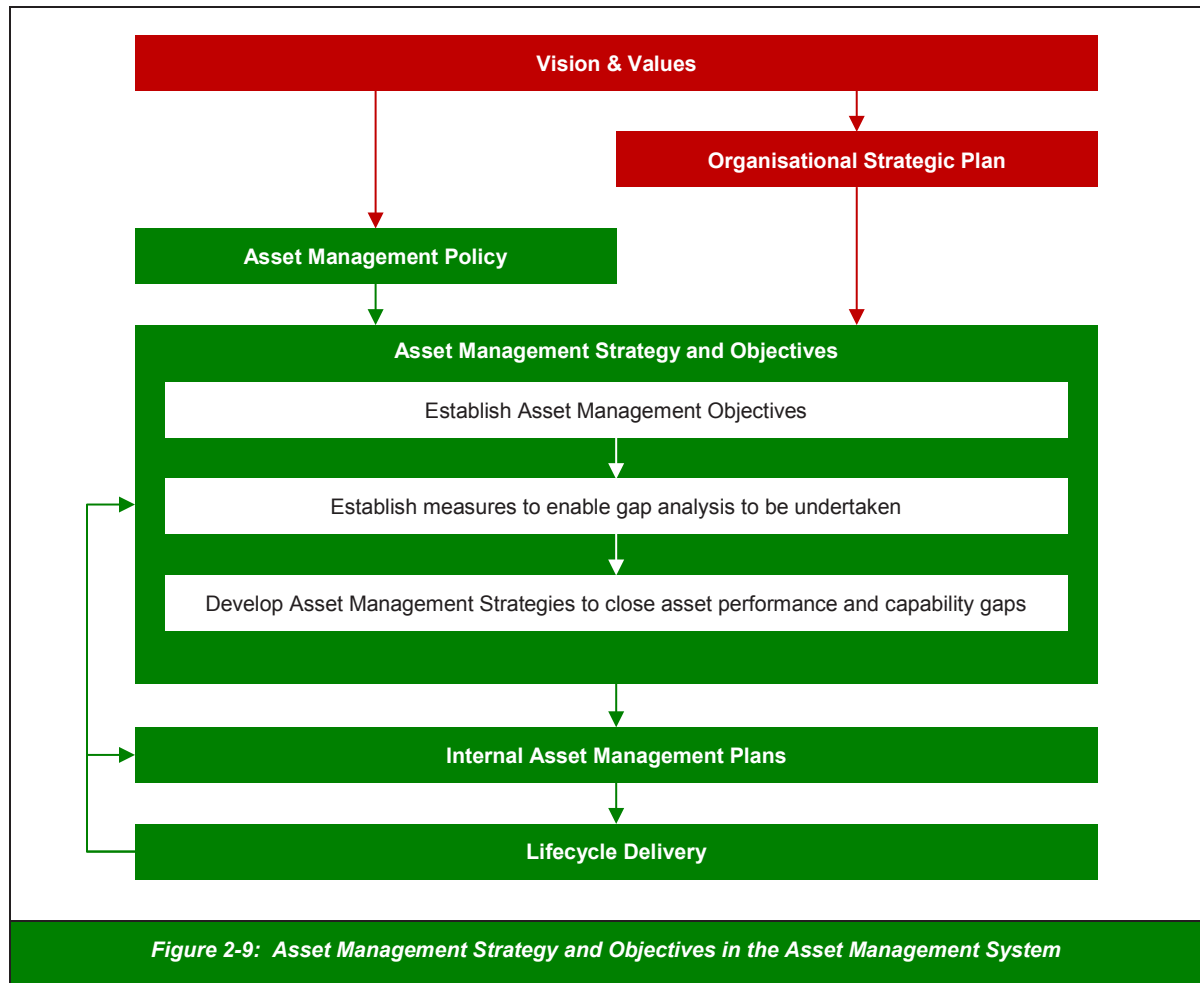 Vision & Values
Organisational Strategic Plan
Asset Management Policy
Asset Management Strategy and Objectives
Establish Asset Management Objectives
Establish measures to enable gap analysis to be undertaken
Develop Asset Management Strategies to close asset performance and capability gaps
Internal Asset Management Plans
Lifecycle Delivery
Figure 2-9: Asset Management Strategy and Objectives in the Asset Management System